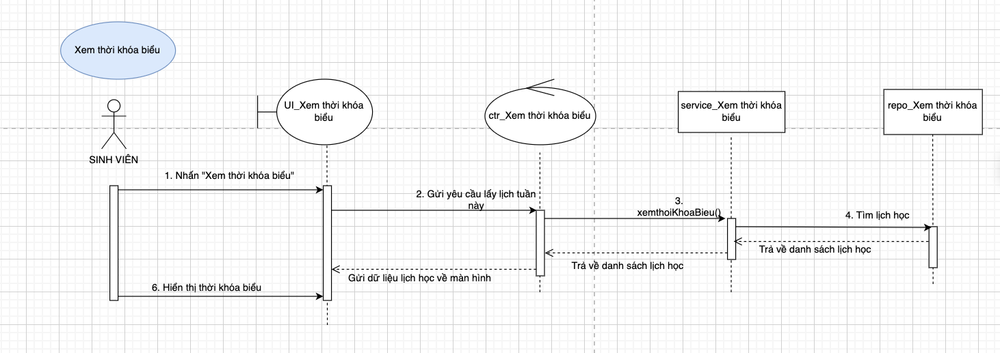 Xem thời khóa biểu
UI_Xem thời khóa
biểu
ctr_Xem thời khóa biểu
service_Xem thời khóa
biểu
repo_Xem thời khóa
biểu
SINH VIÊN
1. Nhấn "Xem thời khóa biểu"
2. Gửi yêu cầu lấy lịch tuần
này
3.
xemthoiKhoaBieu()
4. Tìm lịch học
Trả về danh sách lịch học
Trả về danh sách lịch học
Gửi dữ liệu lịch học về màn hình
6. Hiển thị thời khóa biểu